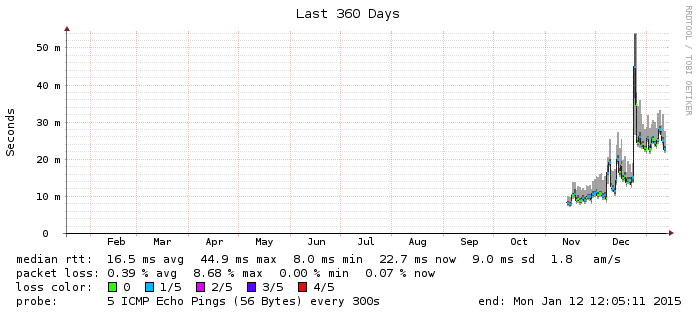 Last 360 Days
RRDTOOL / TOBI OETIKER
Seconds
50 m
40 m
30 m
20 m
10 m
0
Feb Mar Apr May Jun Jul Aug Sep Oct Nov Dec
median rtt: 16.5 ms avg 44.9 ms max 8.0 ms min 22.7 ms now 9.0 ms sd 1.8 am/s
packet loss: 0.39 % avg 8.68 % max 0.00 % min 0.07 % now
loss color: 0 1/5 2/5 3/5 4/5
probe: 5 ICMP Echo Pings (56 Bytes) every 300s end: Mon Jan 12 12:05:11 2015